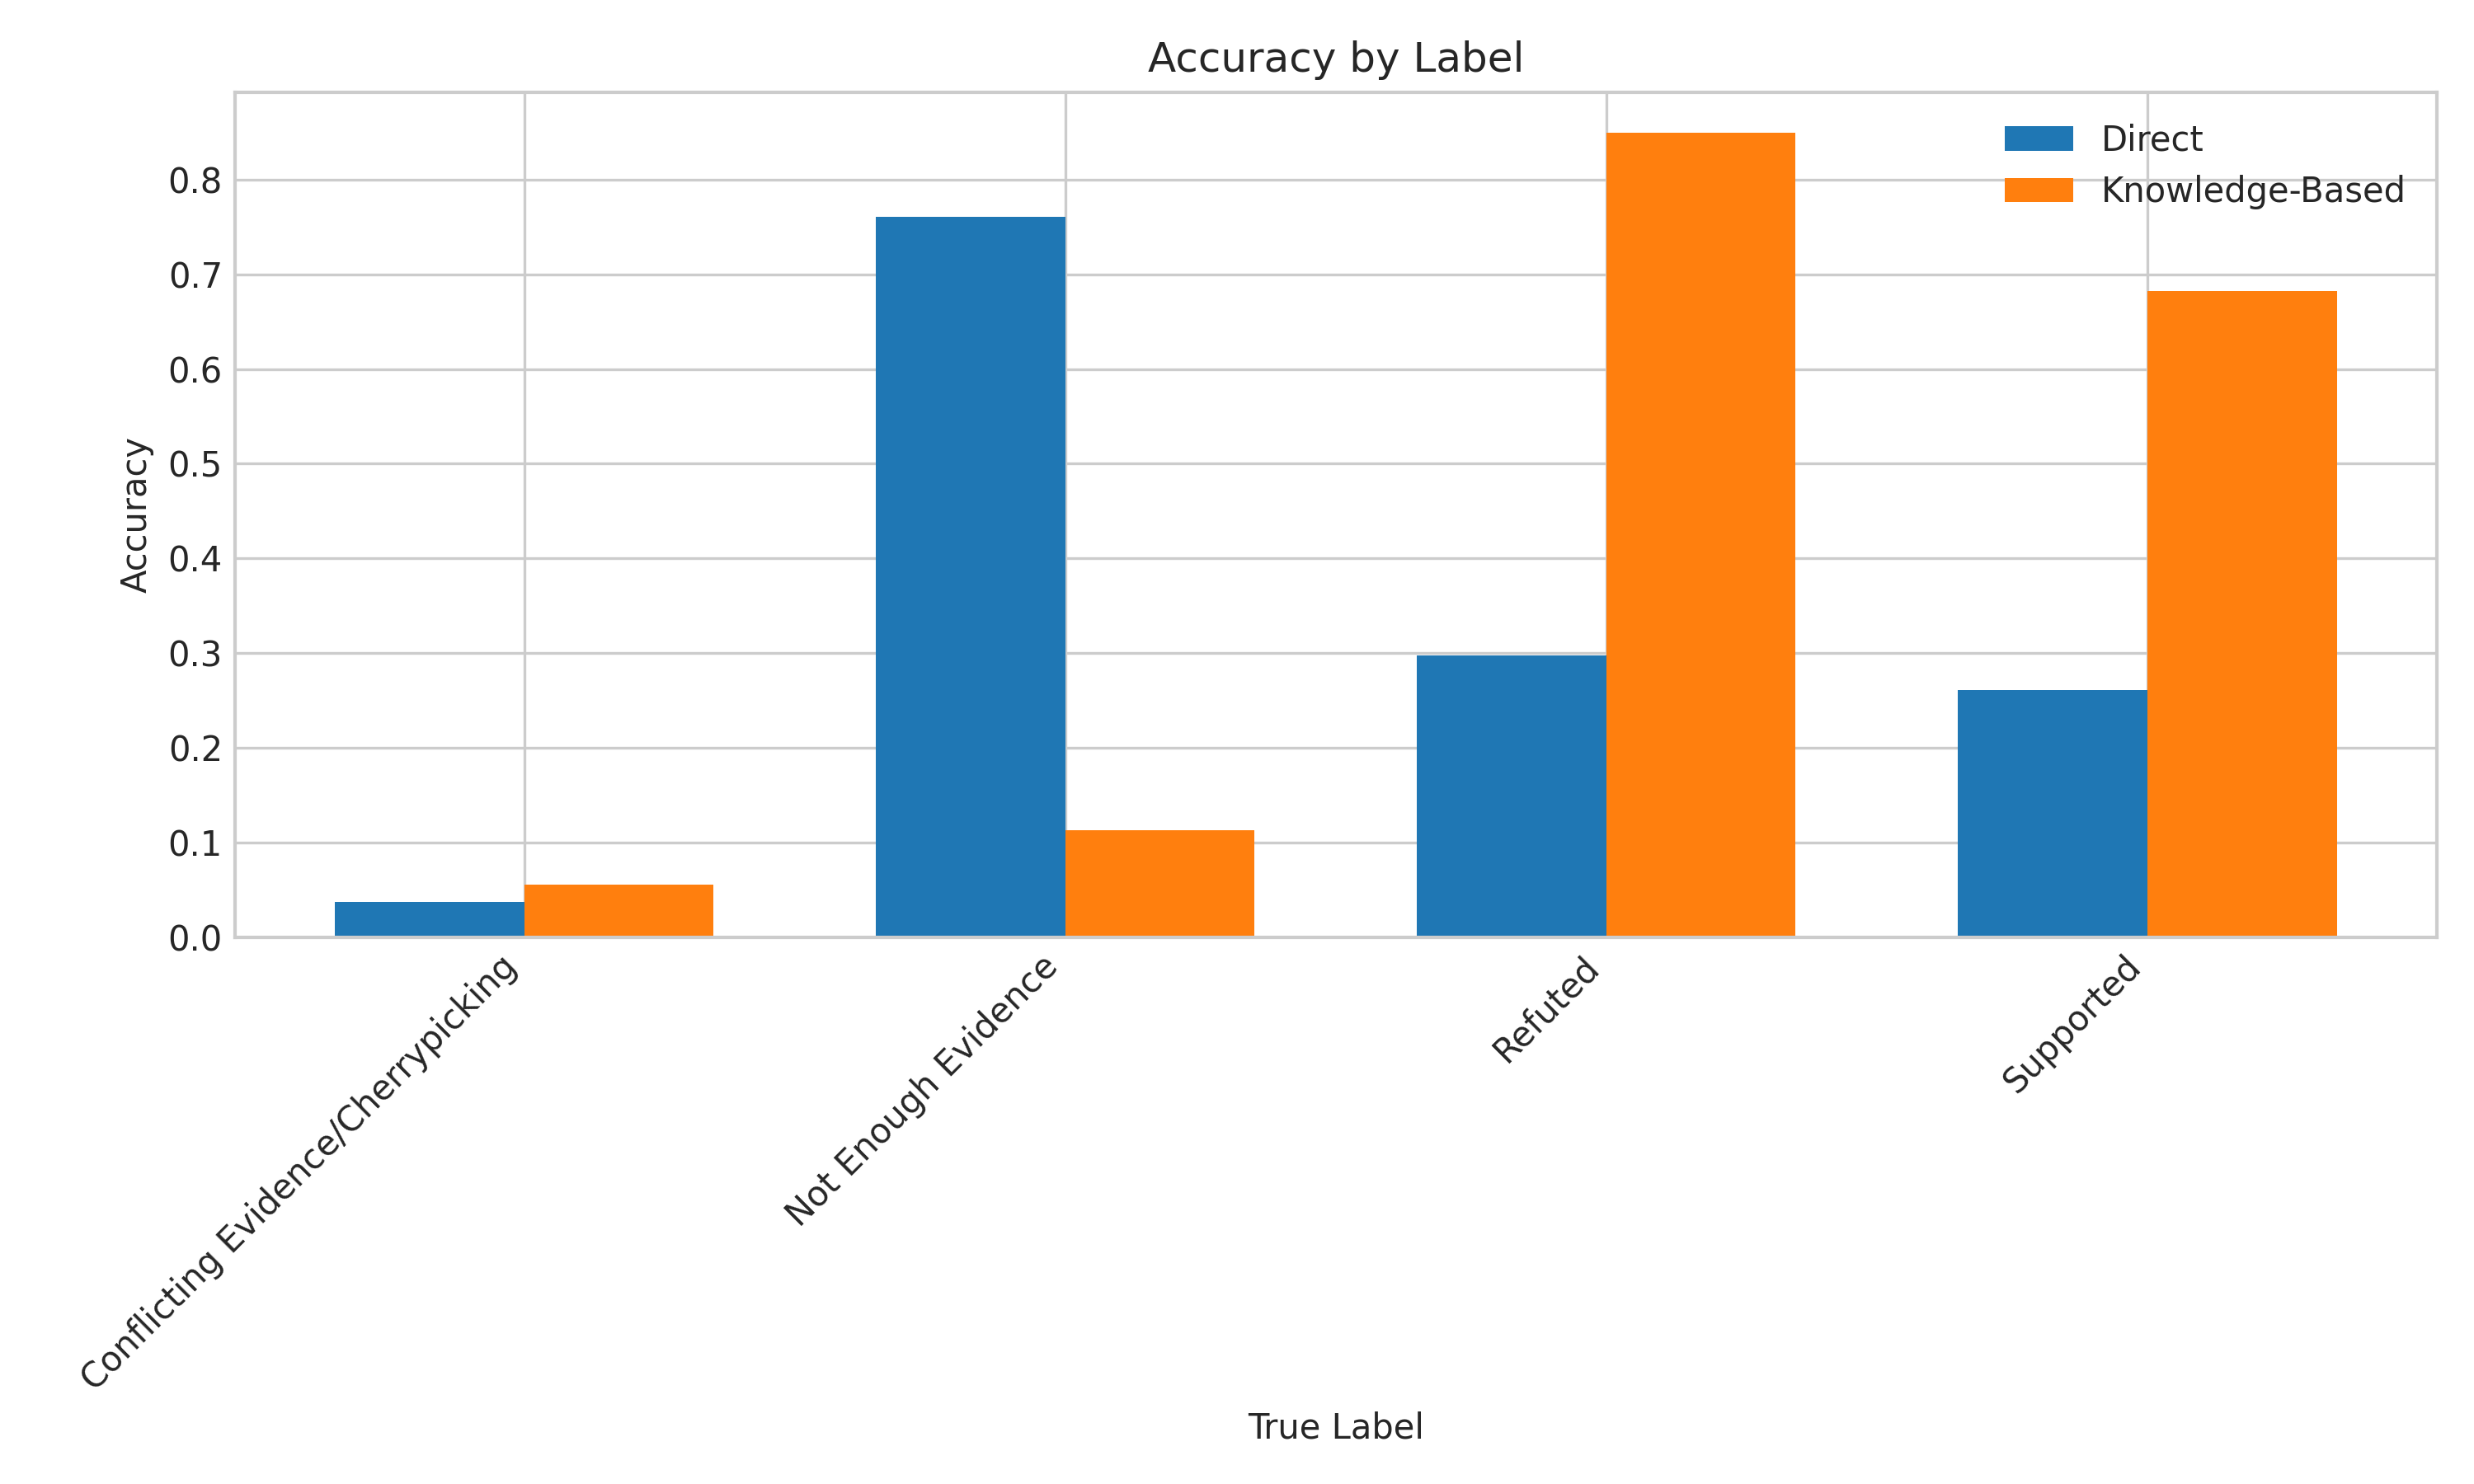 Accuracy by Label
Direct
Knowledge-Based
Accuracy
0.8
0.7
0.6
0.5
0.4
0.3
0.2
0.1
0.0
Conflicting Evidence/Cherrypicking
Not Enough Evidence
Refuted
Supported
True Label